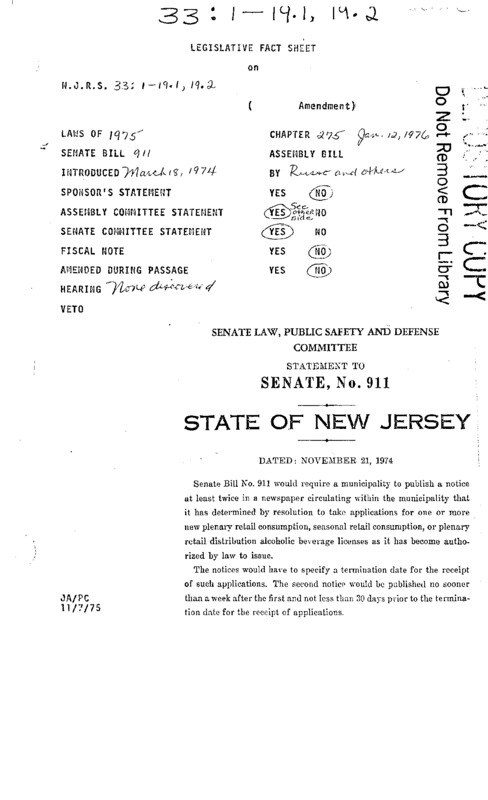 33:1-19.1, 19.2
LEGISLATIVE FACT SHEET
on
N.J.R.S. 33:1-19.1, 19.2
( Amendment)
LAWS OF 1975
CHAPTER 275 Jan. 12, 1976
SENATE BILL 911
ASSEMBLY BILL
INTRODUCED March 18, 1974
BY Russo and others
SPONSOR'S STATEMENT
YES NO
ASSEMBLY COMMITTEE STATEMENT
YES See other side NO
SENATE COMMITTEE STATEMENT
YES NO
FISCAL NOTE
YES NO
AMENDED DURING PASSAGE
YES NO
HEARING None discovered
VETO
Do Not Remove From Library
COPY
SENATE LAW, PUBLIC SAFETY AND DEFENSE
COMMITTEE
STATEMENT TO
SENATE, No. 911
STATE OF NEW JERSEY
DATED: NOVEMBER 21, 1974
Senate Bill No. 911 would require a municipality to publish a notice
at least twice in a newspaper circulating within the municipality that
it has determined by resolution to take applications for one or more
new plenary retail consumption, seasonal retail consumption, or plenary
retail distribution alcoholic beverage licenses as it has become autho-
rized by law to issue.
The notices would have to specify a termination date for the receipt
of such applications. The second notice would be published no sooner
than a week after the first and not less than 30 days prior to the termina-
tion date for the receipt of applications.
JA/PC
11/7/75